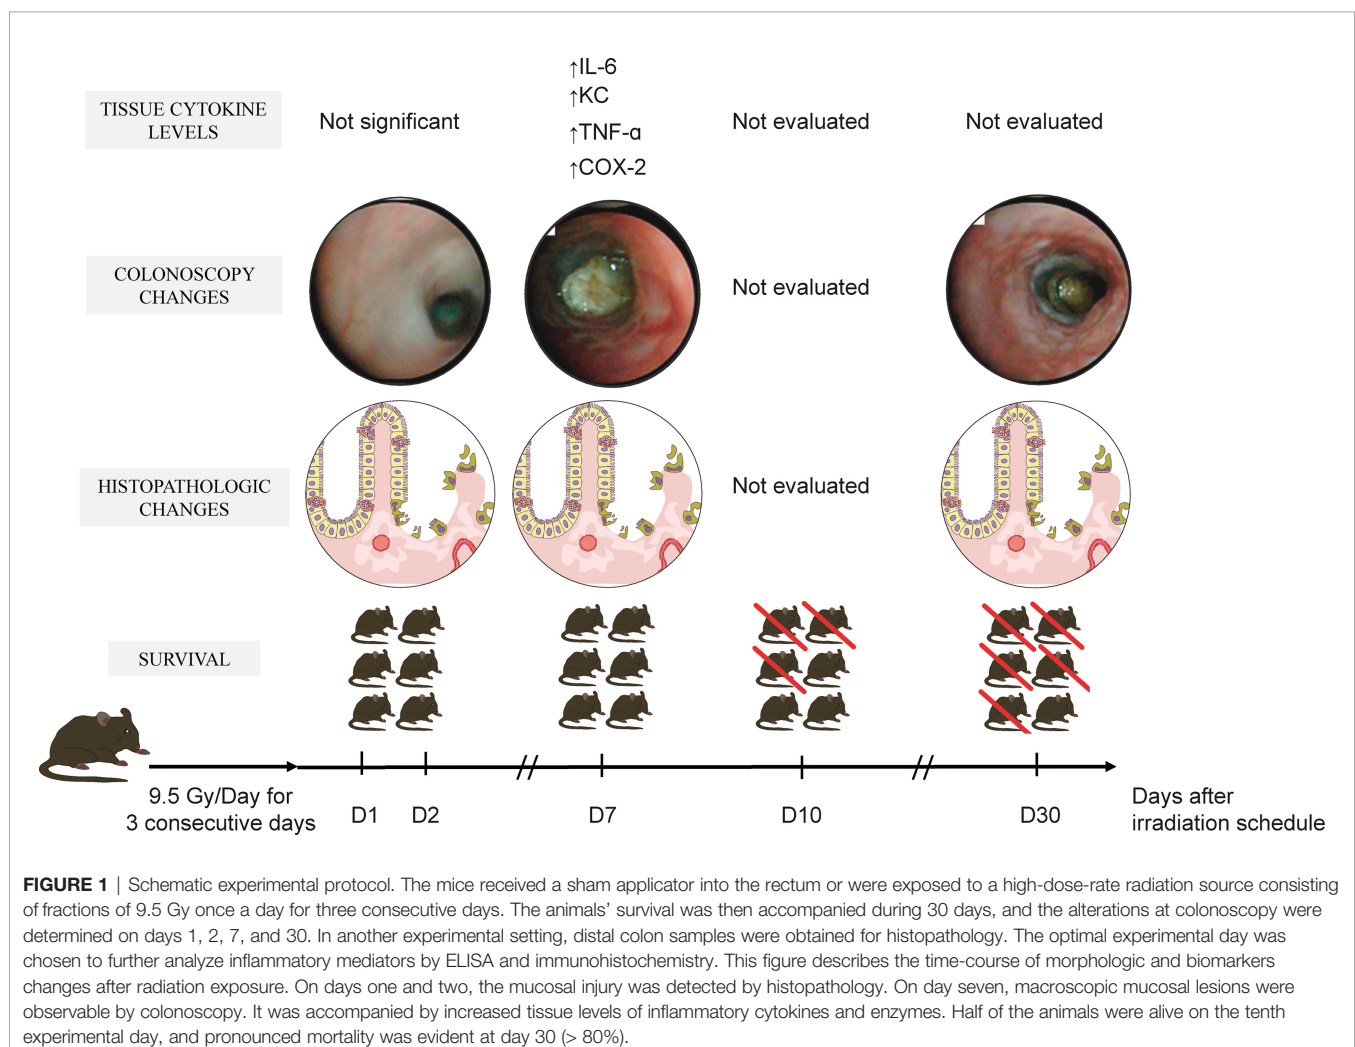 ↑IL-6
↑KC
TISSUE CYTOKINE
LEVELS
Not significant
↑TNF-α
Not evaluated
Not evaluated
↑COX-2
COLONOSCOPY
CHANGES
Not evaluated
HISTOPATHOLOGIC
CHANGES
Not evaluated
SURVIVAL
9.5 Gy/Day for
3 consecutive days
D1
D2
D7
D10
D30
Days after
irradiation schedule
FIGURE 1 | Schematic experimental protocol. The mice received a sham applicator into the rectum or were exposed to a high-dose-rate radiation source consisting
of fractions of 9.5 Gy once a day for three consecutive days. The animals’ survival was then accompanied during 30 days, and the alterations at colonoscopy were
determined on days 1, 2, 7, and 30. In another experimental setting, distal colon samples were obtained for histopathology. The optimal experimental day was
chosen to further analyze inflammatory mediators by ELISA and immunohistochemistry. This figure describes the time-course of morphologic and biomarkers
changes after radiation exposure. On days one and two, the mucosal injury was detected by histopathology. On day seven, macroscopic mucosal lesions were
observable by colonoscopy. It was accompanied by increased tissue levels of inflammatory cytokines and enzymes. Half of the animals were alive on the tenth
experimental day, and pronounced mortality was evident at day 30 (> 80%).